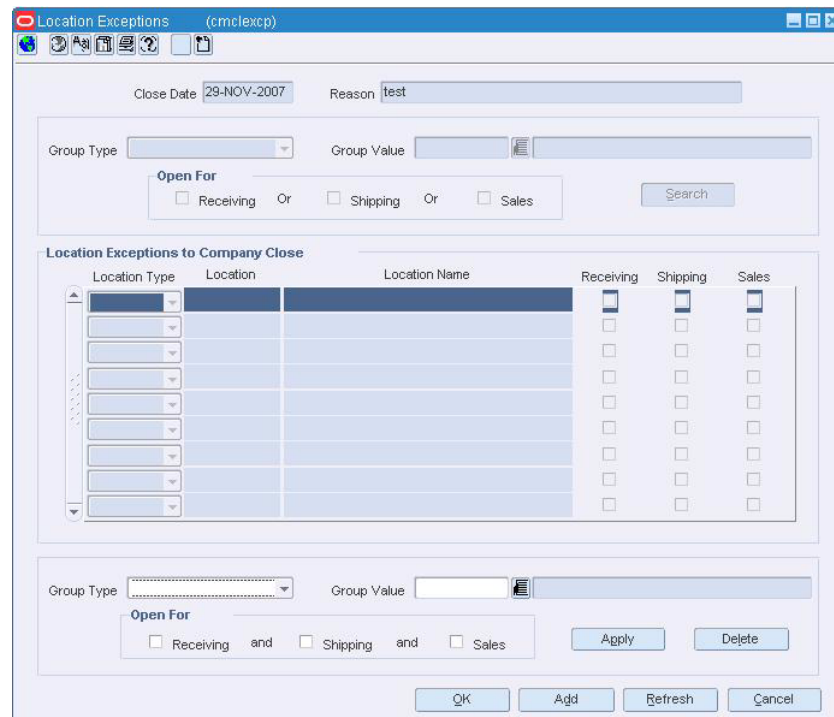 Location Exceptions (cmclexcp)
Close Date 29-NOV-2007 Reason test
Group Type Group Value
Open For
Receiving Or Shipping Or Sales Search
Location Exceptions to Company Close
Location Type Location Location Name Receiving Shipping Sales
Group Type Group Value
Open For
Receiving and Shipping and Sales Apply Delete
OK Add Refresh Cancel